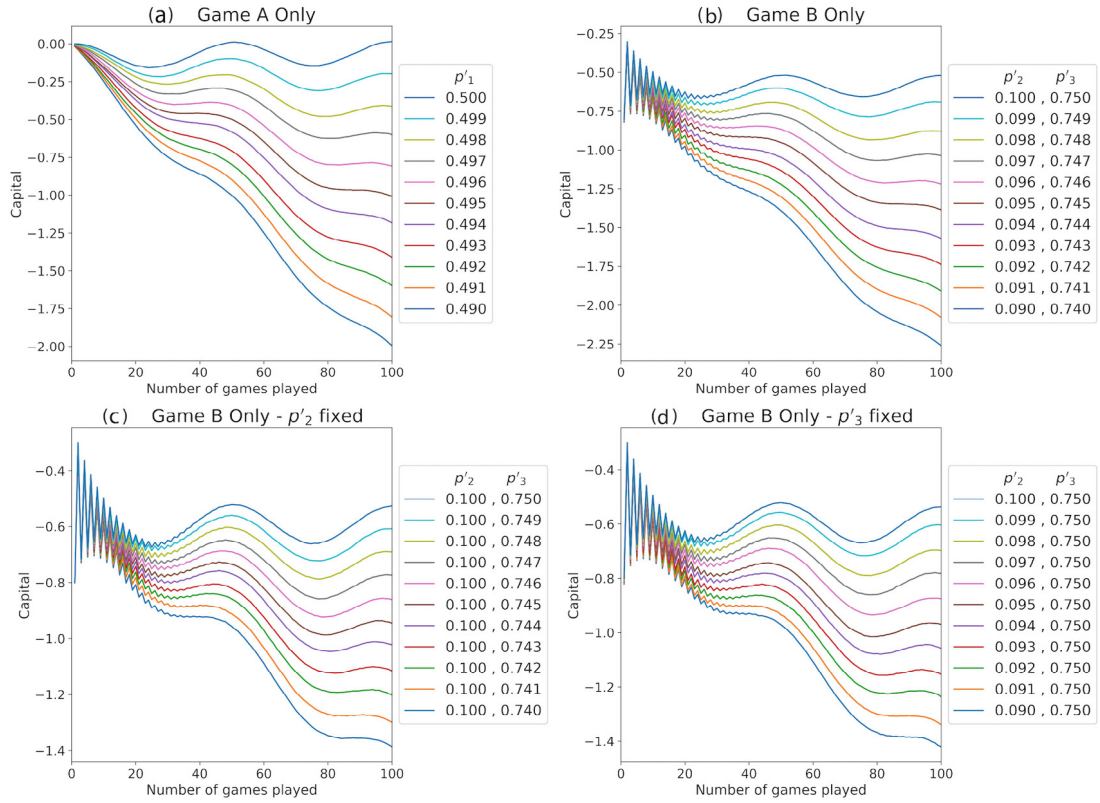 (a) Game A Only
0.00
−0.25
−0.50
−0.75
−1.00
−1.25
−1.50
−1.75
−2.00
Capital
0 20 40 60 80 100
Number of games played
p′1
0.500
0.499
0.498
0.497
0.496
0.495
0.494
0.493
0.492
0.491
0.490
(b) Game B Only
−0.25
−0.50
−0.75
−1.00
−1.25
−1.50
−1.75
−2.00
−2.25
Capital
0 20 40 60 80 100
Number of games played
p′2 p′3
0.100 , 0.750
0.099 , 0.749
0.098 , 0.748
0.097 , 0.747
0.096 , 0.746
0.095 , 0.745
0.094 , 0.744
0.093 , 0.743
0.092 , 0.742
0.091 , 0.741
0.090 , 0.740
(c) Game B Only - p′2 fixed
−0.4
−0.6
−0.8
−1.0
−1.2
−1.4
Capital
0 20 40 60 80 100
Number of games played
p′2 p′3
0.100 , 0.750
0.100 , 0.749
0.100 , 0.748
0.100 , 0.747
0.100 , 0.746
0.100 , 0.745
0.100 , 0.744
0.100 , 0.743
0.100 , 0.742
0.100 , 0.741
0.100 , 0.740
(d) Game B Only - p′3 fixed
−0.4
−0.6
−0.8
−1.0
−1.2
−1.4
Capital
0 20 40 60 80 100
Number of games played
p′2 p′3
0.100 , 0.750
0.099 , 0.750
0.098 , 0.750
0.097 , 0.750
0.096 , 0.750
0.095 , 0.750
0.094 , 0.750
0.093 , 0.750
0.092 , 0.750
0.091 , 0.750
0.090 , 0.750